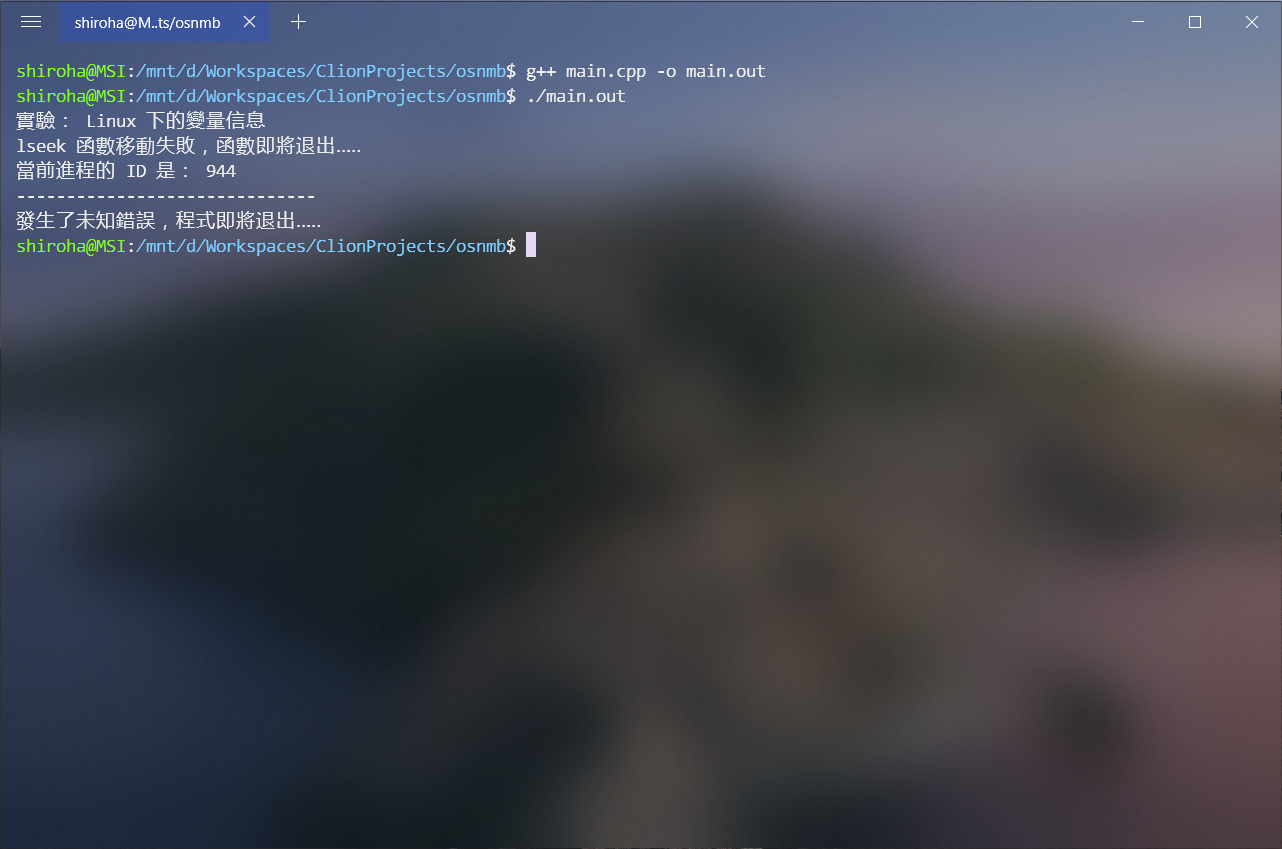 shiroha@M..ts/osnmb
shiroha@MSI:/mnt/d/Workspaces/ClionProjects/osnmb$ g++ main.cpp -o main.out
shiroha@MSI:/mnt/d/Workspaces/ClionProjects/osnmb$ ./main.out
實驗： Linux 下的變量信息
lseek 函數移動失敗，函數即將退出.....
當前進程的 ID 是： 944
------------------------------
發生了未知錯誤，程式即將退出.....
shiroha@MSI:/mnt/d/Workspaces/ClionProjects/osnmb$